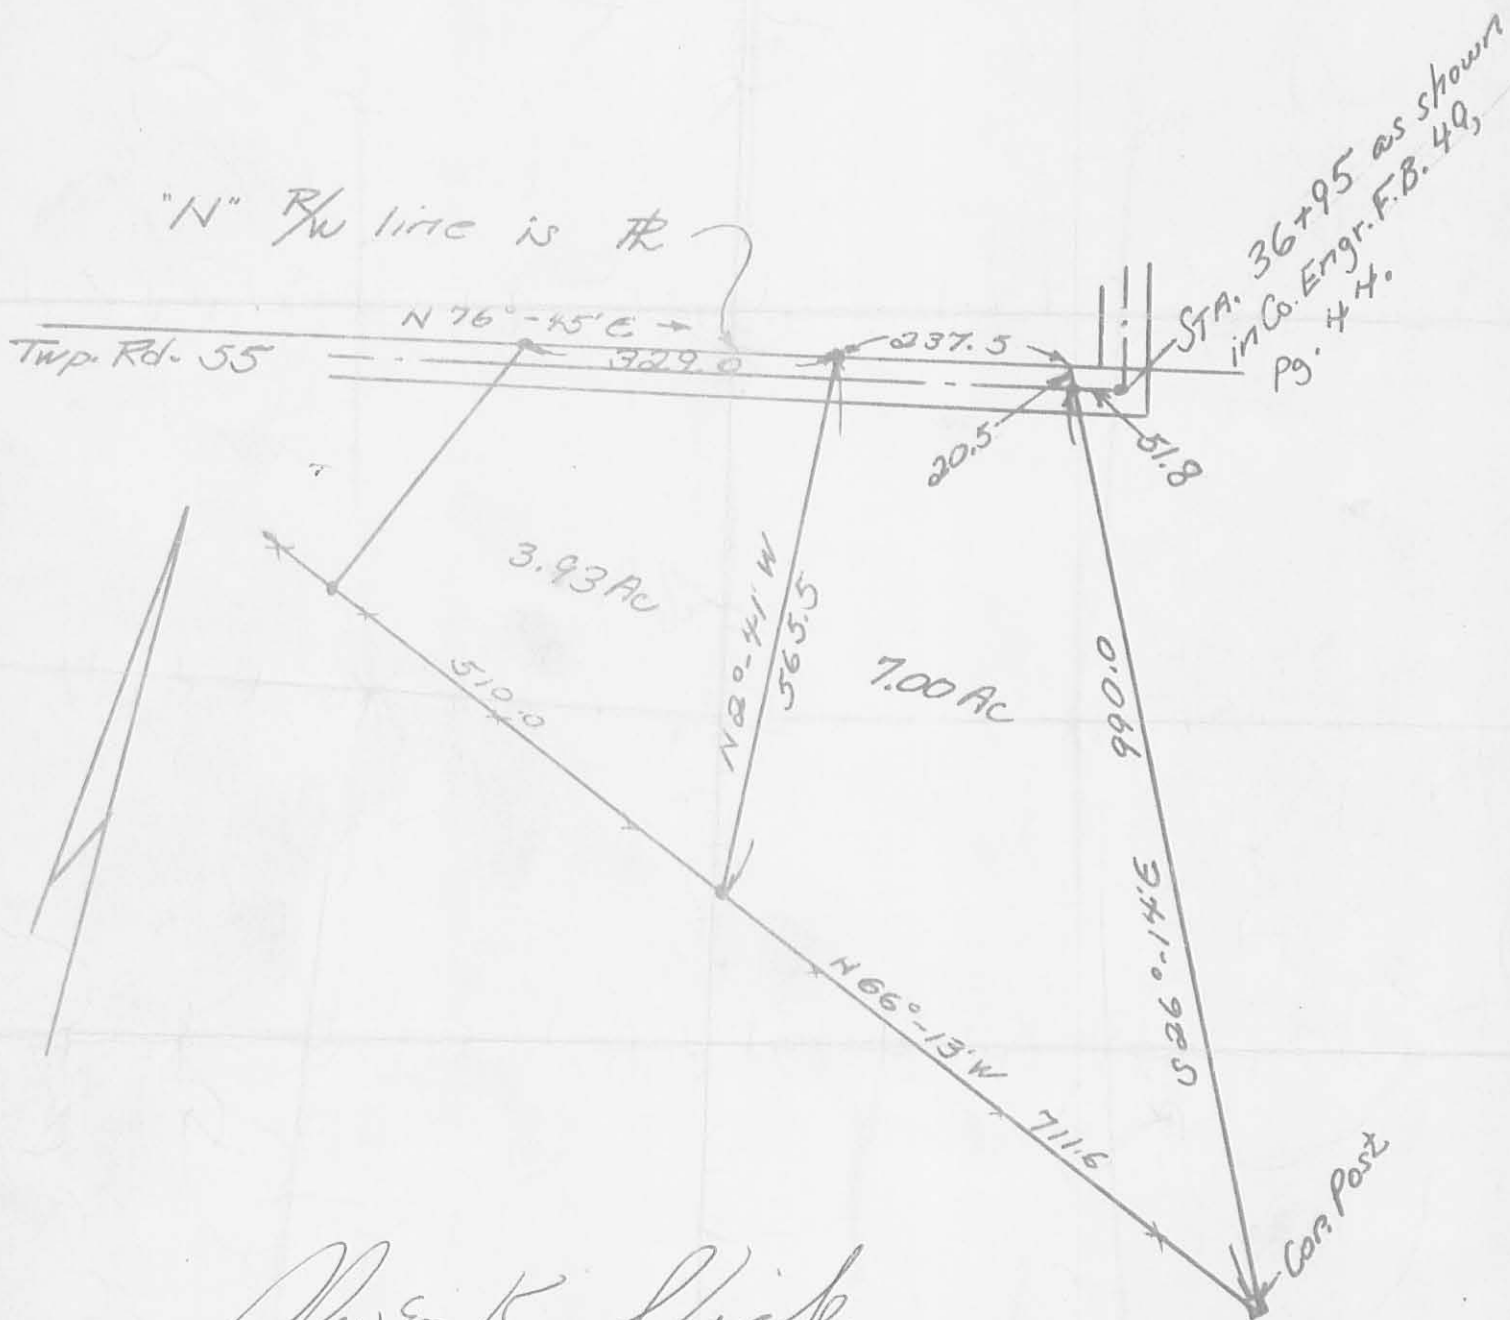 STA. 36+95 as shown
in Co. Engr. F.B. 49,
pg. 44.
"N" R/W line is PL
N 76°-45' E
Twp. Rd. 55
329.0
237.5
20.5
51.8
3.93 Ac
N 2°-41' W
565.5
7.00 Ac
510.0
990.0
S 26°-14' E
N 66°-13' W
711.6
Cor. Post